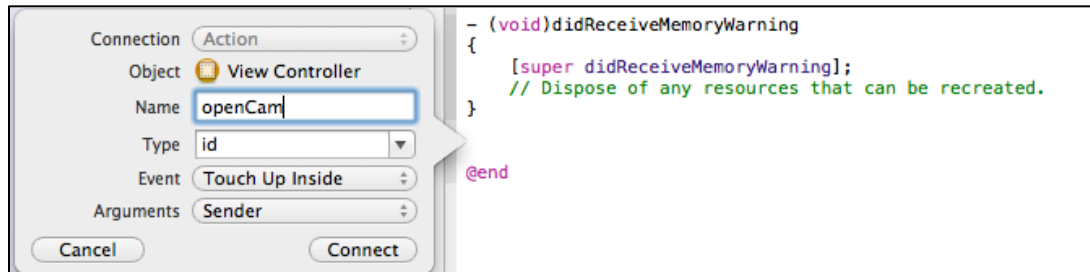 Connection Action
Object View Controller
Name openCam
Type id
Event Touch Up Inside
Arguments Sender
Cancel Connect
- (void)didReceiveMemoryWarning
{
[super didReceiveMemoryWarning];
// Dispose of any resources that can be recreated.
}
@end